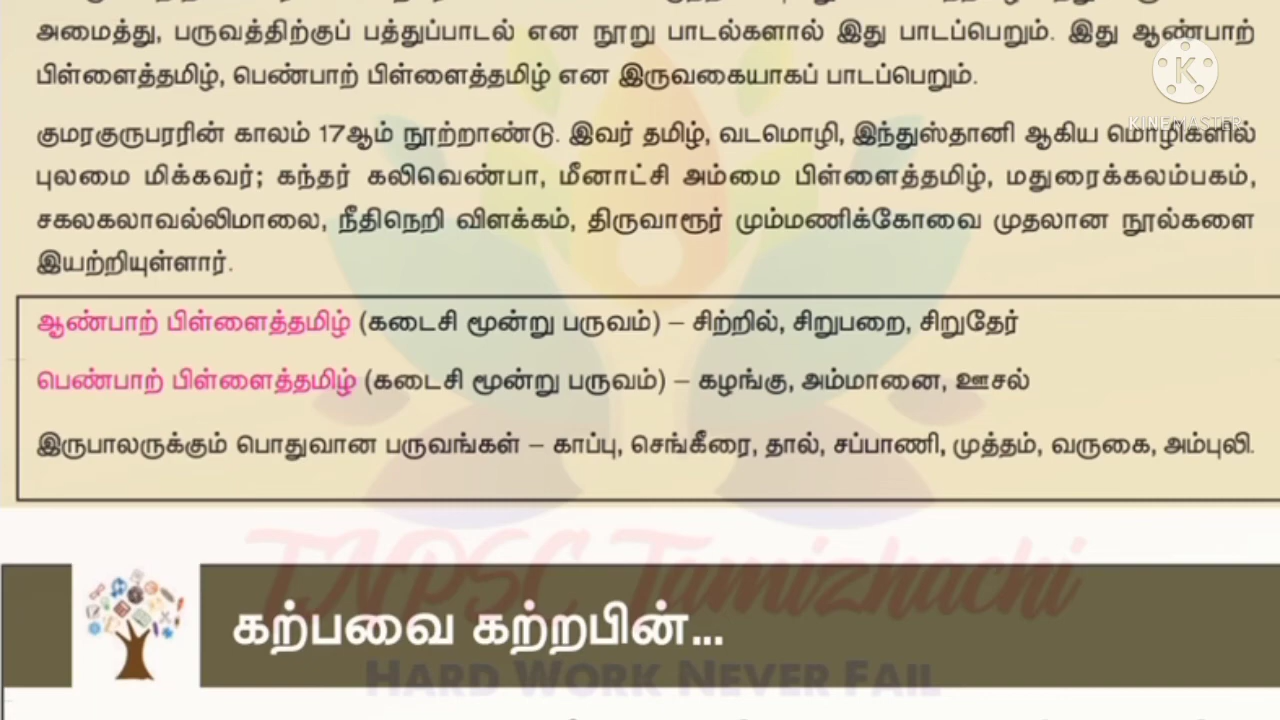 அமைத்து, பருவத்திற்குப் பத்துப்பாடல் என நூறு பாடல்களால் இது பாடப்பெறும். இது ஆண்பாற்
பிள்ளைத்தமிழ், பெண்பாற் பிள்ளைத்தமிழ் என இருவகையாகப் பாடப்பெறும்.
KINEMASTER
குமரகுருபரரின் காலம் 17ஆம் நூற்றாண்டு. இவர் தமிழ், வடமொழி, இந்துஸ்தானி ஆகிய மொழிகளில்
புலமை மிக்கவர்; கந்தர் கலிவெண்பா, மீனாட்சி அம்மை பிள்ளைத்தமிழ், மதுரைக்கலம்பகம்,
சகலகலாவல்லிமாலை, நீதிநெறி விளக்கம், திருவாரூர் மும்மணிக்கோவை முதலான நூல்களை
இயற்றியுள்ளார்.
ஆண்பாற் பிள்ளைத்தமிழ் (கடைசி மூன்று பருவம்) – சிற்றில், சிறுபறை, சிறுதேர்
பெண்பாற் பிள்ளைத்தமிழ் (கடைசி மூன்று பருவம்) – கழங்கு, அம்மானை, ஊசல்
இருபாலருக்கும் பொதுவான பருவங்கள் – காப்பு, செங்கீரை, தால், சப்பாணி, முத்தம், வருகை, அம்புலி.
TNPSC Tamizhachi
கற்பவை கற்றபின்...
HARD WORK NEVER FAIL